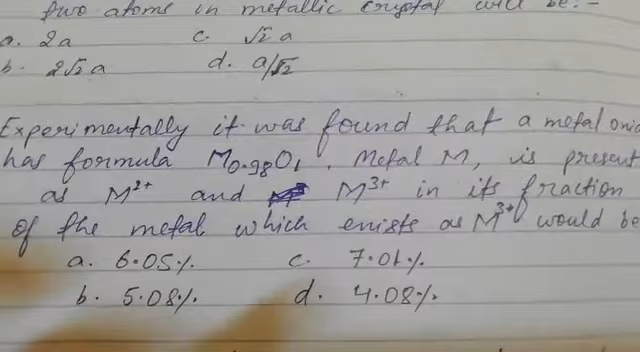 two atoms in metallic crystal will be:-
a. 2a c. √2 a
b. 2√2 a d. a/√2
Experimentally it was found that a metal oxid
has formula M0.98O1. Metal M, is present
as M2+ and M3+ in its fraction
of the metal which exists as M3+ would be
a. 6.05% c. 7.01%
b. 5.08% d. 4.08%